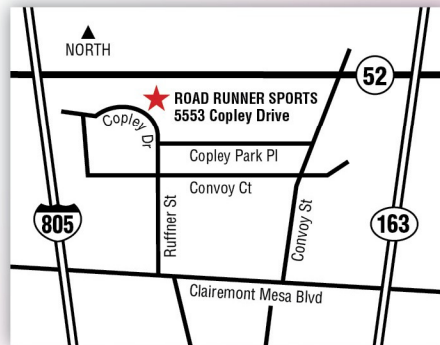 NORTH
52
ROAD RUNNER SPORTS
5553 Copley Drive
Copley Dr
Copley Park Pl
Convoy Ct
805
Ruffner St
Convoy St
163
Clairemont Mesa Blvd